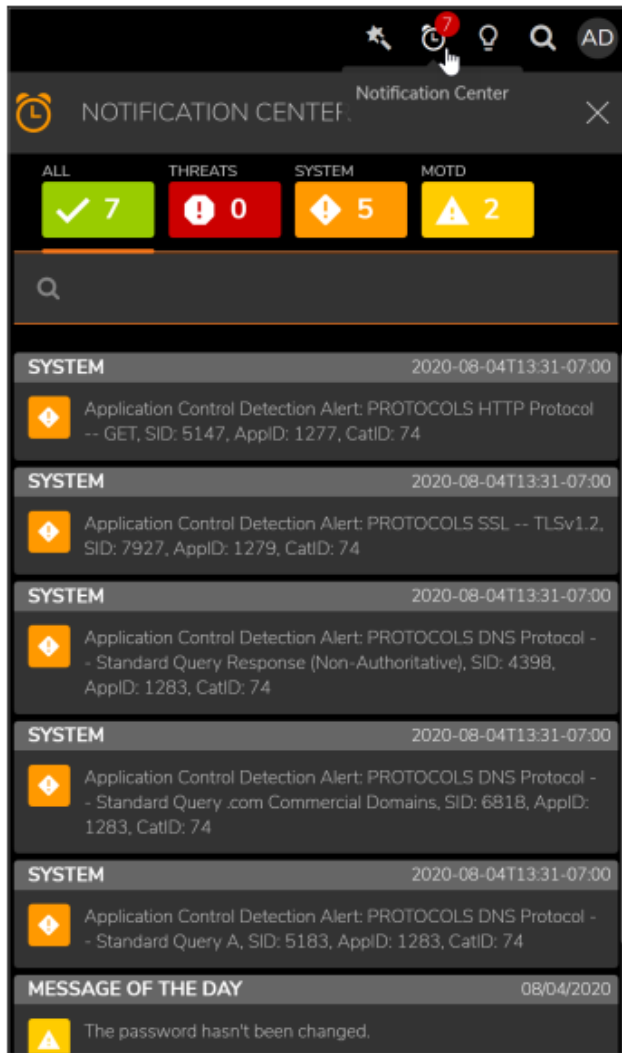 7
AD
Notification Center
NOTIFICATION CENTER
ALL
THREATS
SYSTEM
MOTD
7
0
5
2
SYSTEM 2020-08-04T13:31-07:00
Application Control Detection Alert: PROTOCOLS HTTP Protocol
-- GET, SID: 5147, AppID: 1277, CatID: 74
SYSTEM 2020-08-04T13:31-07:00
Application Control Detection Alert: PROTOCOLS SSL -- TLSv1.2,
SID: 7927, AppID: 1279, CatID: 74
SYSTEM 2020-08-04T13:31-07:00
Application Control Detection Alert: PROTOCOLS DNS Protocol -
- Standard Query Response (Non-Authoritative), SID: 4398,
AppID: 1283, CatID: 74
SYSTEM 2020-08-04T13:31-07:00
Application Control Detection Alert: PROTOCOLS DNS Protocol -
- Standard Query .com Commercial Domains, SID: 6818, AppID:
1283, CatID: 74
SYSTEM 2020-08-04T13:31-07:00
Application Control Detection Alert: PROTOCOLS DNS Protocol -
- Standard Query A, SID: 5183, AppID: 1283, CatID: 74
MESSAGE OF THE DAY 08/04/2020
The password hasn't been changed.